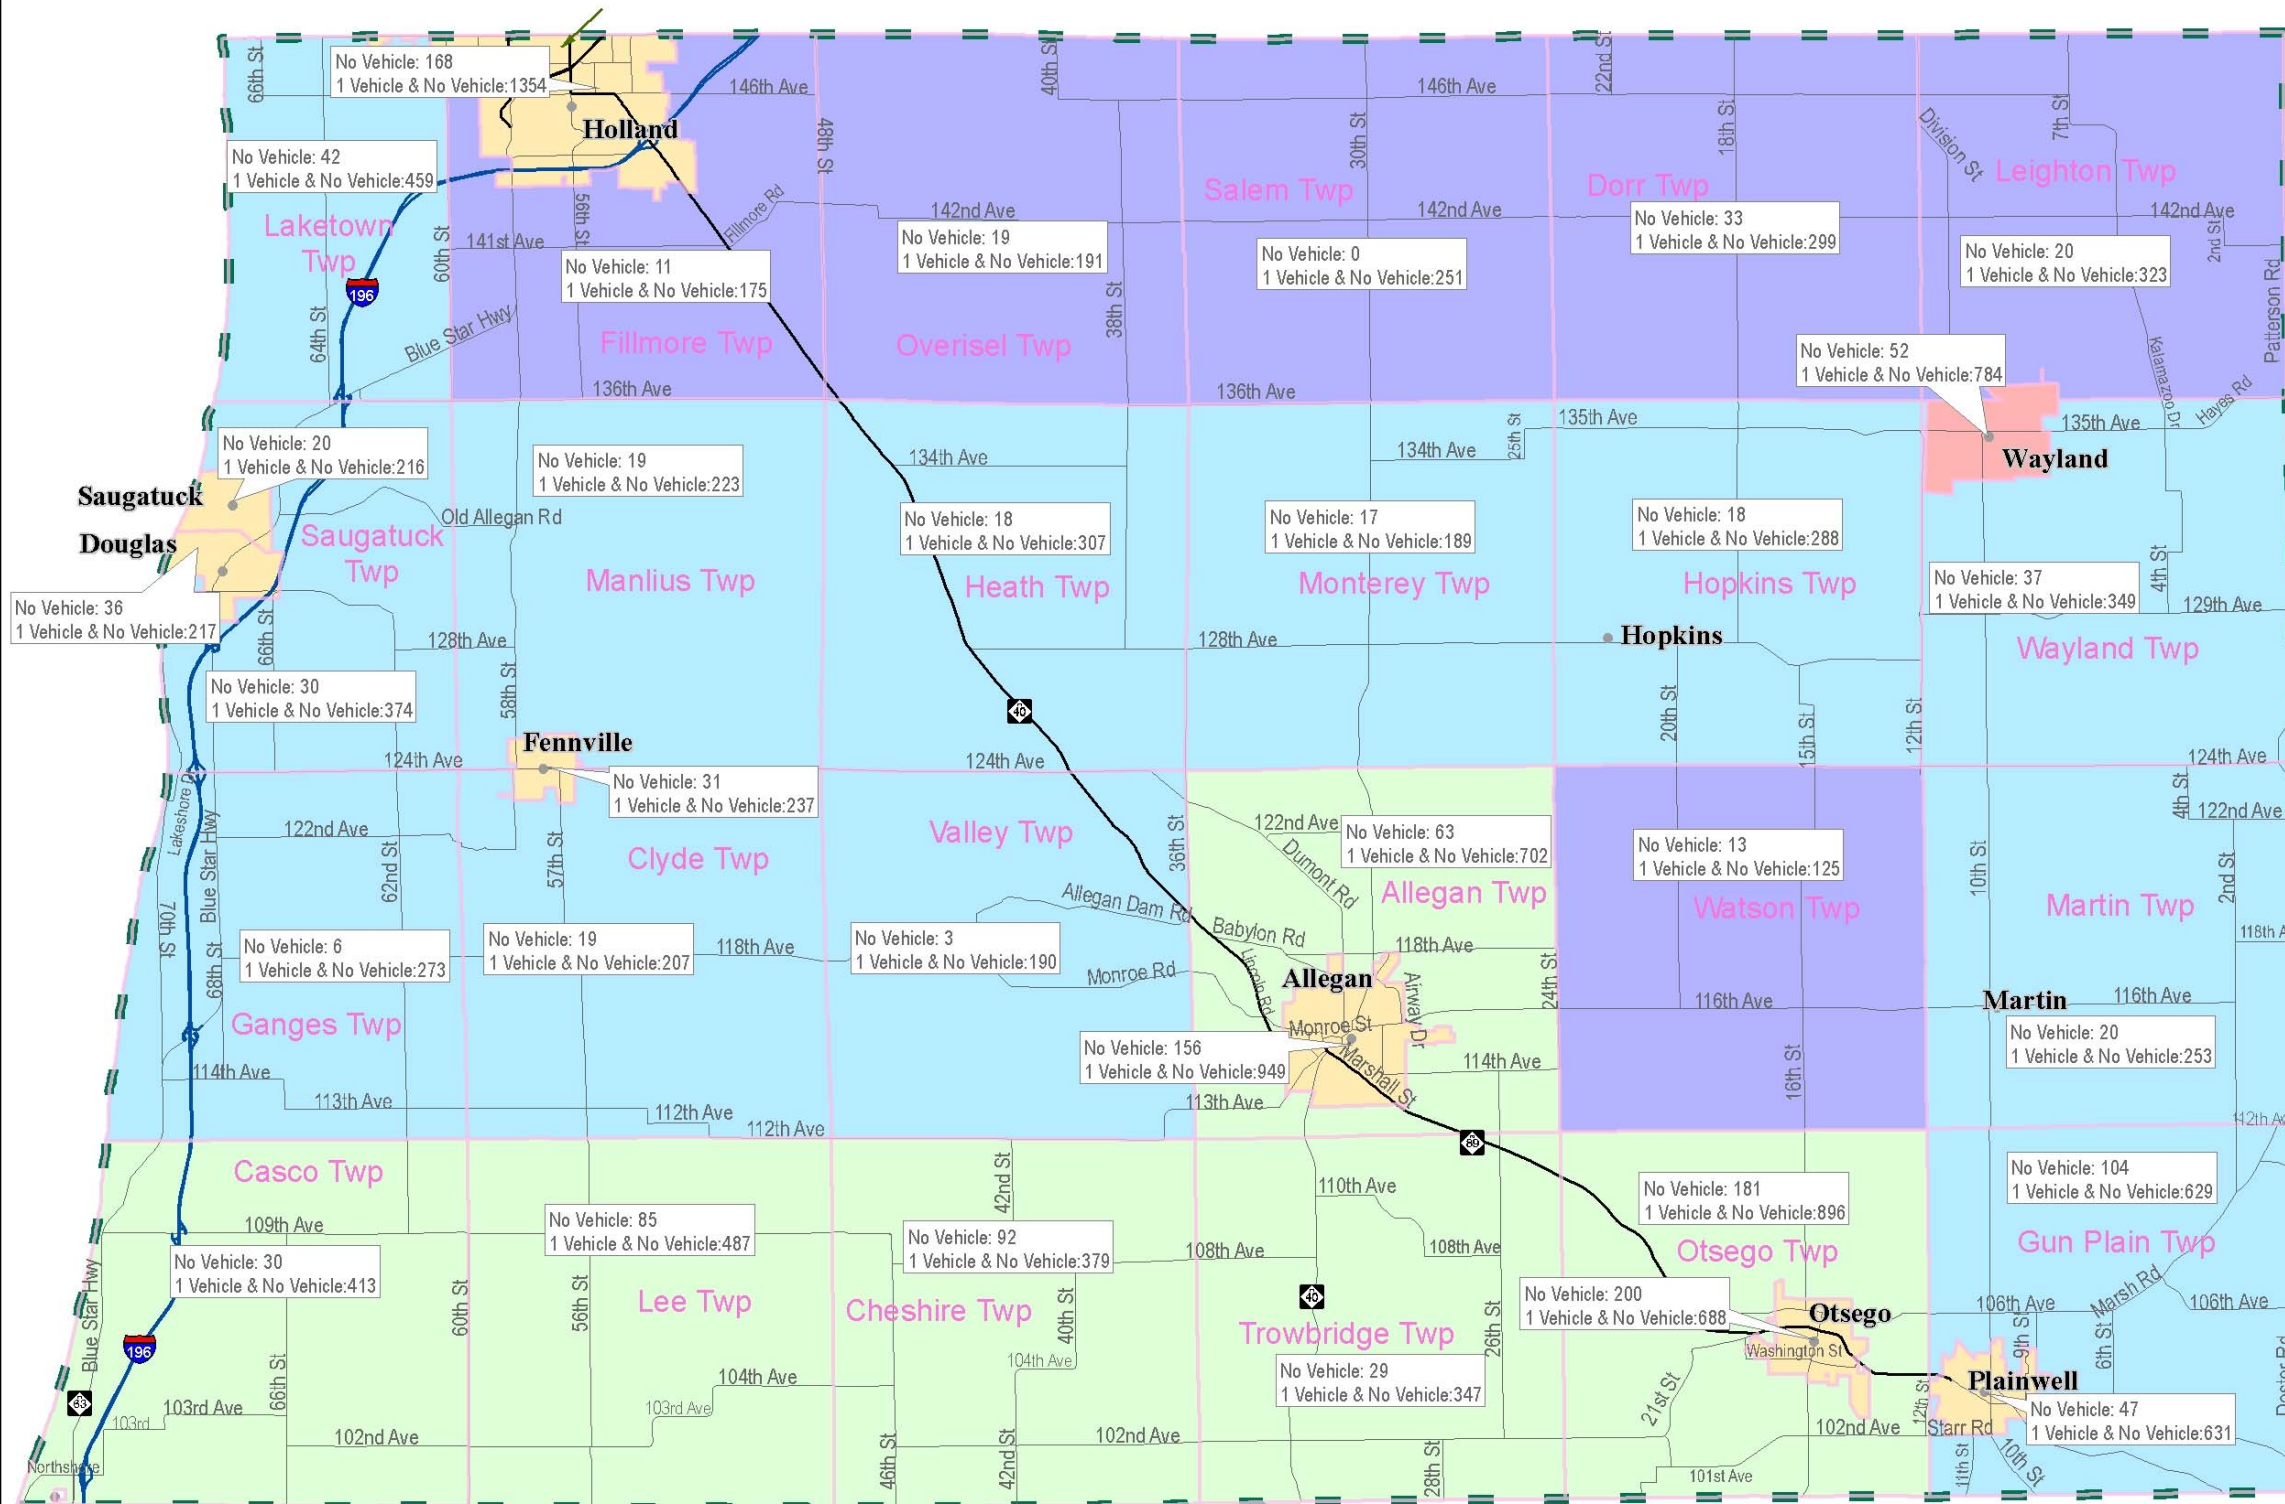 66th St
No Vehicle: 168
1 Vehicle & No Vehicle:1354
146th Ave
40th St
146th Ave
22nd St
Holland
48th St
30th St
18th St
Division St
7th St
No Vehicle: 42
1 Vehicle & No Vehicle:459
Salem Twp
Dorr Twp
Leighton Twp
Laketown
Twp
60th St
141st Ave
56th St
Fillmore Rd
142nd Ave
142nd Ave
142nd Ave
2nd St
Patterson Rd
No Vehicle: 11
1 Vehicle & No Vehicle:175
No Vehicle: 19
1 Vehicle & No Vehicle:191
No Vehicle: 0
1 Vehicle & No Vehicle:251
No Vehicle: 33
1 Vehicle & No Vehicle:299
No Vehicle: 20
1 Vehicle & No Vehicle:323
196
64th St
Blue Star Hwy
38th St
Fillmore Twp
Overisel Twp
No Vehicle: 52
1 Vehicle & No Vehicle:784
Kalamazoo Dr
Hayes Rd
136th Ave
136th Ave
135th Ave
135th Ave
25th St
No Vehicle: 20
1 Vehicle & No Vehicle:216
No Vehicle: 19
1 Vehicle & No Vehicle:223
134th Ave
134th Ave
Wayland
Saugatuck
Old Allegan Rd
Douglas
Saugatuck
Twp
Manlius Twp
No Vehicle: 18
1 Vehicle & No Vehicle:307
Heath Twp
No Vehicle: 17
1 Vehicle & No Vehicle:189
Monterey Twp
No Vehicle: 18
1 Vehicle & No Vehicle:288
Hopkins Twp
No Vehicle: 37
1 Vehicle & No Vehicle:349
4th St
129th Ave
No Vehicle: 36
1 Vehicle & No Vehicle:217
66th St
128th Ave
128th Ave
Hopkins
Wayland Twp
No Vehicle: 30
1 Vehicle & No Vehicle:374
58th St
40
20th St
15th St
12th St
Fennville
124th Ave
124th Ave
124th Ave
No Vehicle: 31
1 Vehicle & No Vehicle:237
Lakeshore D
Blue Star Hwy
122nd Ave
62nd St
57th St
Clyde Twp
Valley Twp
36th St
122nd Ave
Dumont Rd
No Vehicle: 63
1 Vehicle & No Vehicle:702
Allegan Twp
No Vehicle: 13
1 Vehicle & No Vehicle:125
Watson Twp
10th St
4th St
122nd Ave
2nd St
Martin Twp
70th St
68th St
No Vehicle: 6
1 Vehicle & No Vehicle:273
No Vehicle: 19
1 Vehicle & No Vehicle:207
118th Ave
No Vehicle: 3
1 Vehicle & No Vehicle:190
Allegan Dam Rd
Babylon Rd
Monroe Rd
118th Ave
118th A
Lincoln Rd
Allegan
Airway Dr
24th St
116th Ave
Martin
116th Ave
Ganges Twp
Monroe St
Marshall St
No Vehicle: 156
1 Vehicle & No Vehicle:949
114th Ave
16th St
No Vehicle: 20
1 Vehicle & No Vehicle:253
114th Ave
113th Ave
112th Ave
112th Ave
113th Ave
112th Av
89
Casco Twp
42nd St
110th Ave
No Vehicle: 181
1 Vehicle & No Vehicle:896
No Vehicle: 104
1 Vehicle & No Vehicle:629
109th Ave
No Vehicle: 85
1 Vehicle & No Vehicle:487
No Vehicle: 92
1 Vehicle & No Vehicle:379
108th Ave
108th Ave
Otsego Twp
Gun Plain Twp
No Vehicle: 30
1 Vehicle & No Vehicle:413
Blue Star Hwy
60th St
56th St
Lee Twp
Cheshire Twp
40th St
40
Trowbridge Twp
26th St
No Vehicle: 200
1 Vehicle & No Vehicle:688
Otsego
106th Ave
Marsh Rd
106th Ave
196
66th St
104th Ave
104th Ave
No Vehicle: 29
1 Vehicle & No Vehicle:347
Washington St
9th St
6th St
Plainwell
63
103rd
103rd Ave
103rd Ave
21st St
12th St
No Vehicle: 47
1 Vehicle & No Vehicle:631
102nd Ave
46th St
42nd St
102nd Ave
28th St
102nd Ave
Starr Rd
11th St
10th St
Northshore
101st Ave